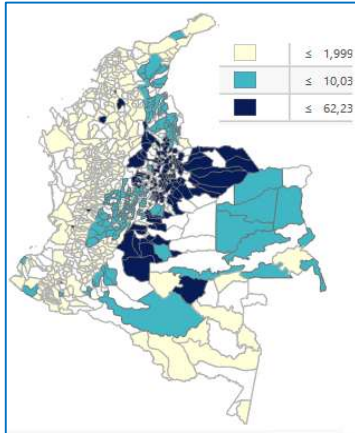 ≤ 1,999
≤ 10,03
≤ 62,23